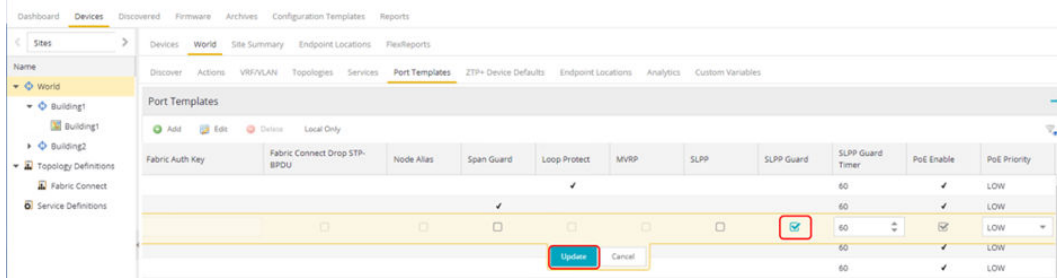 Dashboard Devices Discovered Firmware Archives Configuration Templates Reports
Sites
Devices World Site Summary Endpoint Locations FlexReports
Name
Discover Actions VRF/VLAN Topologies Services Port Templates ZTP+ Device Defaults Endpoint Locations Analytics Custom Variables
World
Port Templates
Building1
Building1
Add Edit Delete Local Only
Building2
Fabric Auth Key Fabric Connect Drop STP-BPDU Node Alias Span Guard Loop Protect MVRP SLPP SLPP Guard SLPP Guard Timer PoE Enable PoE Priority
Topology Definitions
Fabric Connect
60 LOW
Service Definitions
60 LOW
60 LOW
Update Cancel
60 LOW
60 LOW